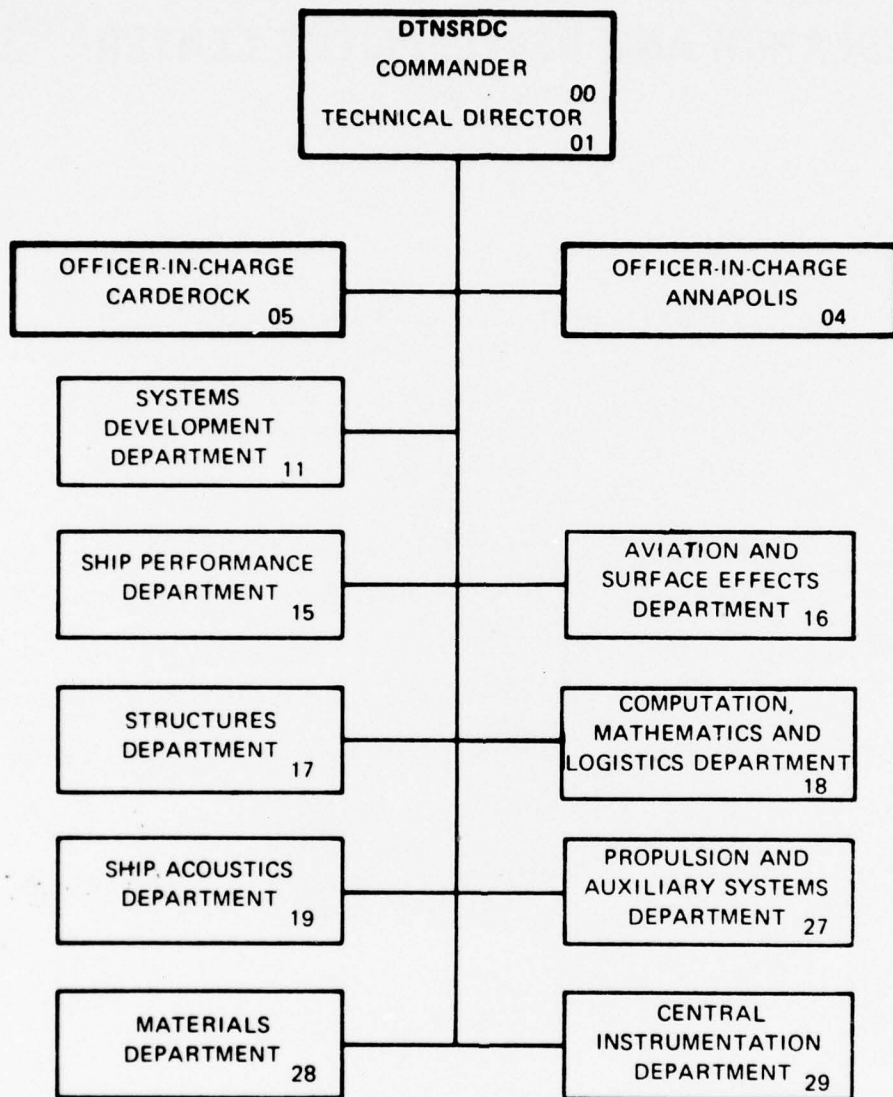 DTNSRDC
COMMANDER
00
TECHNICAL DIRECTOR
01
OFFICER-IN-CHARGE
CARDEROCK
05
OFFICER-IN-CHARGE
ANNAPOLIS
04
SYSTEMS
DEVELOPMENT
DEPARTMENT
11
SHIP PERFORMANCE
DEPARTMENT
15
AVIATION AND
SURFACE EFFECTS
DEPARTMENT
16
STRUCTURES
DEPARTMENT
17
COMPUTATION,
MATHEMATICS AND
LOGISTICS DEPARTMENT
18
SHIP ACOUSTICS
DEPARTMENT
19
PROPULSION AND
AUXILIARY SYSTEMS
DEPARTMENT
27
MATERIALS
DEPARTMENT
28
CENTRAL
INSTRUMENTATION
DEPARTMENT
29